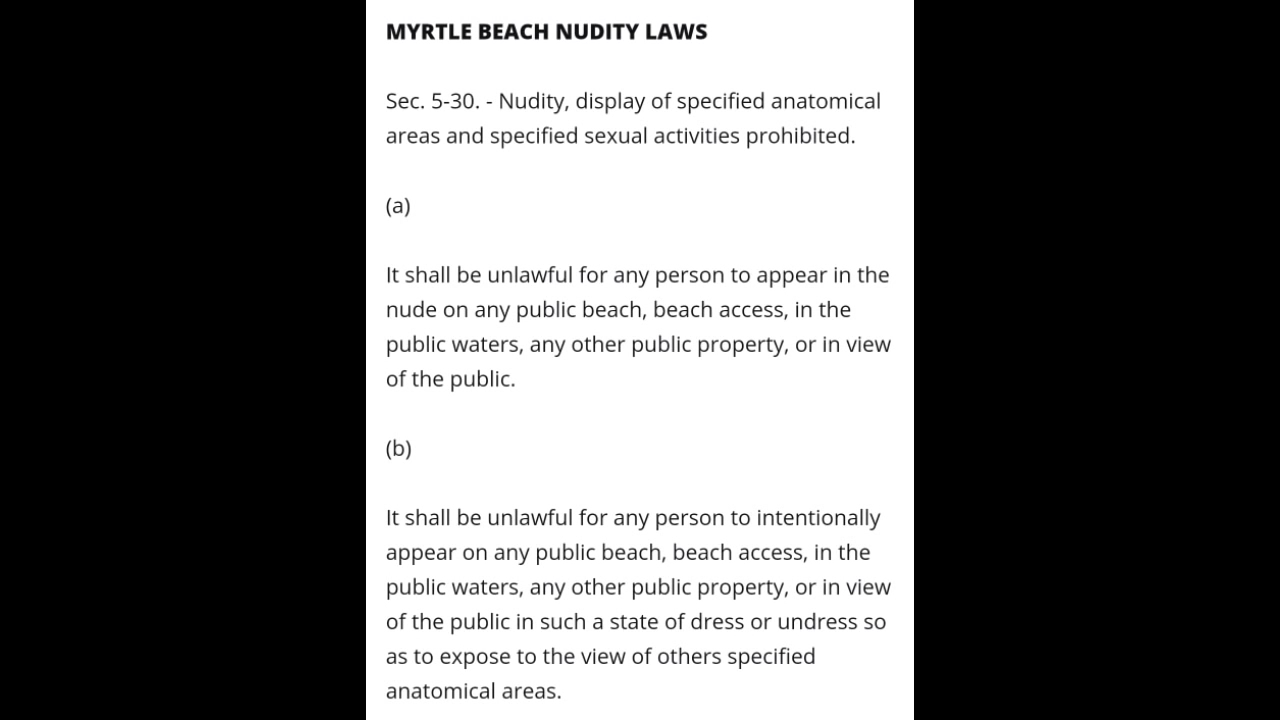 MYRTLE BEACH NUDITY LAWS
Sec. 5-30. - Nudity, display of specified anatomical
areas and specified sexual activities prohibited.
(a)
It shall be unlawful for any person to appear in the
nude on any public beach, beach access, in the
public waters, any other public property, or in view
of the public.
(b)
It shall be unlawful for any person to intentionally
appear on any public beach, beach access, in the
public waters, any other public property, or in view
of the public in such a state of dress or undress so
as to expose to the view of others specified
anatomical areas.